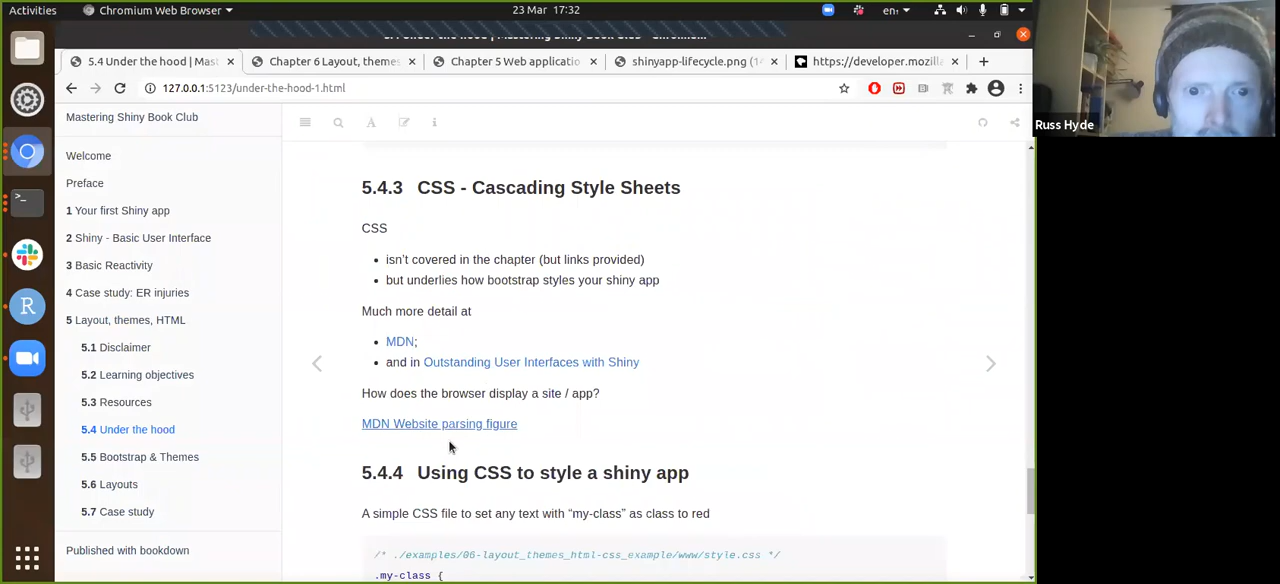 Activities
Chromium Web Browser
23 Mar 17:32
en₁
5.4 Under the hood | Mast
Chapter 6 Layout, themes
Chapter 5 Web applicatio
shinyapp-lifecycle.png (14
https://developer.mozilla
127.0.0.1:5123/under-the-hood-1.html
Mastering Shiny Book Club
Welcome
Preface
1 Your first Shiny app
2 Shiny - Basic User Interface
3 Basic Reactivity
4 Case study: ER injuries
5 Layout, themes, HTML
5.1 Disclaimer
5.2 Learning objectives
5.3 Resources
5.4 Under the hood
5.5 Bootstrap & Themes
5.6 Layouts
5.7 Case study
Published with bookdown
5.4.3 CSS - Cascading Style Sheets
CSS
isn't covered in the chapter (but links provided)
but underlies how bootstrap styles your shiny app
Much more detail at
MDN;
and in Outstanding User Interfaces with Shiny
How does the browser display a site / app?
MDN Website parsing figure
5.4.4 Using CSS to style a shiny app
A simple CSS file to set any text with “my-class” as class to red
/* ./examples/06-layout_themes_html-css_example/www/style.css */
.my-class {
Russ Hyde